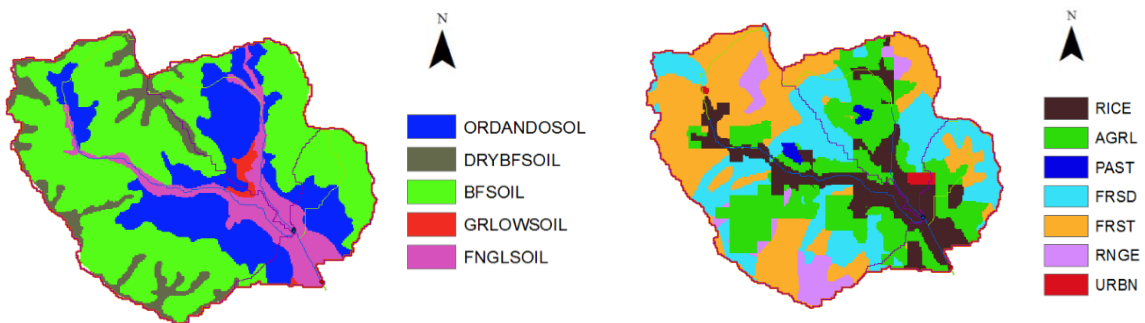 N
ORDANDOSOL
DRYBFSOIL
BFSOIL
GRLOWSOIL
FNGLSOIL
N
RICE
AGRL
PAST
FRSD
FRST
RNGE
URBN